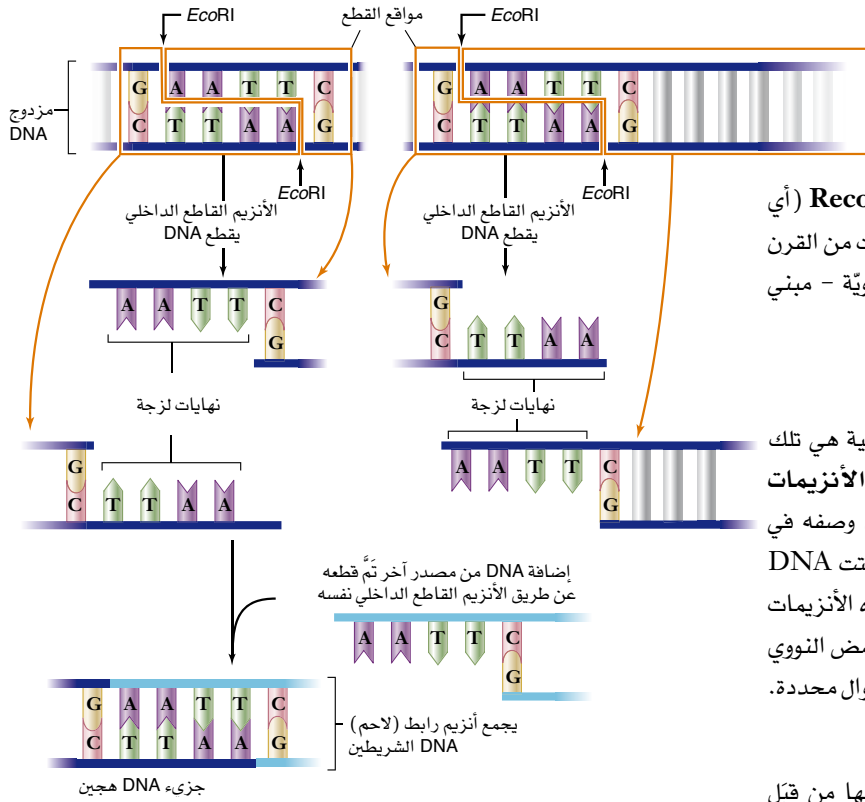 EcoRI
مواقع القطع
EcoRI
G A A T T C
C T T A A G
G A A T T C
C T T A A G
مزدوج
DNA
EcoRI
EcoRI
الأنزيم القاطع الداخلي
يقطع DNA
الأنزيم القاطع الداخلي
يقطع DNA
A A T T C
G
G
C T T A A
نهايات لزجة
نهايات لزجة
G
C T T A A
A A T T C
G
إضافة DNA من مصدر آخر تَمَّ قطعه
عن طريق الأنزيم القاطع الداخلي نفسه
A A T T C
G
G A A T T C
C T T A A G
يجمع أنزيم رابط (لاحم)
DNA الشريطين
جزيء DNA هجين
Reco (أي
ت من القرن
ويّة - مبني
ية هي تلك
الأنزيمات
وصفه في
تت DNA
ه الأنزيمات
مض النووي
وال محددة.
ها من قبَل